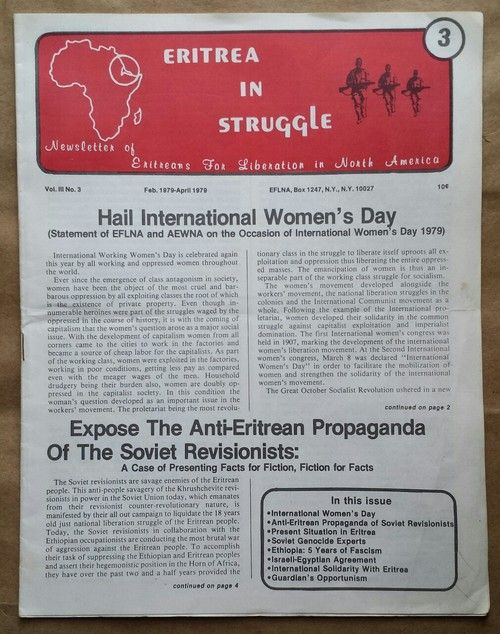 3
ERITREA
IN
STRUGGLE
Newsletter of
Eritreans For Liberation in North America
Vol. III No. 3 Feb. 1979-April 1979 EFLNA, Box 1247, N.Y., N.Y. 10027 10¢
Hail International Women's Day
(Statement of EFLNA and AEWNA on the Occasion of International Women's Day 1979)
International Working Women's Day is celebrated again
this year by all working and oppressed women throughout
the world.
Ever since the emergence of class antagonism in society,
women have been the object of the most cruel and bar-
barous oppression by all exploiting classes the root of which
is the existence of private property. Even though in-
numerable heroines were part of the struggles waged by the
oppressed in the course of history, it is with the coming of
capitalism that the women's question arose as a major social
issue. With the development of capitalism women from all
corners came to the cities to work in the factories and
became a source of cheap labor for the capitalists. As part
of the working class, women were exploited in the factories,
working in poor conditions, getting less pay as compared
even with the meager wages of the men. Household
drudgery being their burden also, women are doubly op-
pressed in the capitalist society. In this condition the
woman's question developed as an important issue in the
workers' movement. The proletariat being the most revolu-
tionary class in the struggle to liberate itself uproots all ex-
ploitation and oppression thus liberating the entire oppress-
ed masses. The emancipation of women is thus an in-
separable part of the working class struggle for socialism.
The women's movement developed alongside the
workers' movement, the national liberation struggles in the
colonies and the International Communist movement as a
whole. Following the example of the International pro-
letariat, women developed their solidarity in the common
struggle against capitalist exploitation and imperialist
domination. The first International women's congress was
held in 1907, marking the development of the international
women's liberation movement. At the Second International
women's congress, March 8 was declared "International
Women's Day" in order to facilitate the mobilization of
women and strengthen the solidarity of the international
women's movement.
The Great October Socialist Revolution ushered in a new
continued on page 2
Expose The Anti-Eritrean Propaganda
Of The Soviet Revisionists:
A Case of Presenting Facts for Fiction, Fiction for Facts
The Soviet revisionists are savage enemies of the Eritrean
people. This anti-people savagery of the Khrushchevite revi-
sionists in power in the Soviet Union today, which emanates
from their revisionist counter-revolutionary nature, is
manifested by their all out campaign to liquidate the 18 years
old just national liberation struggle of the Eritrean people.
Today, the Soviet revisionists in collaboration with the
Ethiopian occupationists are conducting the most brutal war
of aggression against the Eritrean people. To accomplish
their task of suppressing the Ethiopian and Eritrean peoples
and assert their hegemonistic position in the Horn of Africa,
they have over the past two and a half years provided the
continued on page 4
In this issue
•International Women's Day
•Anti-Eritrean Propaganda of Soviet Revisionists
•Present Situation in Eritrea
•Soviet Genocide Experts
•Ethiopia: 5 Years of Fascism
•Israeli-Egyptian Agreement
•International Solidarity With Eritrea
•Guardian's Opportunism